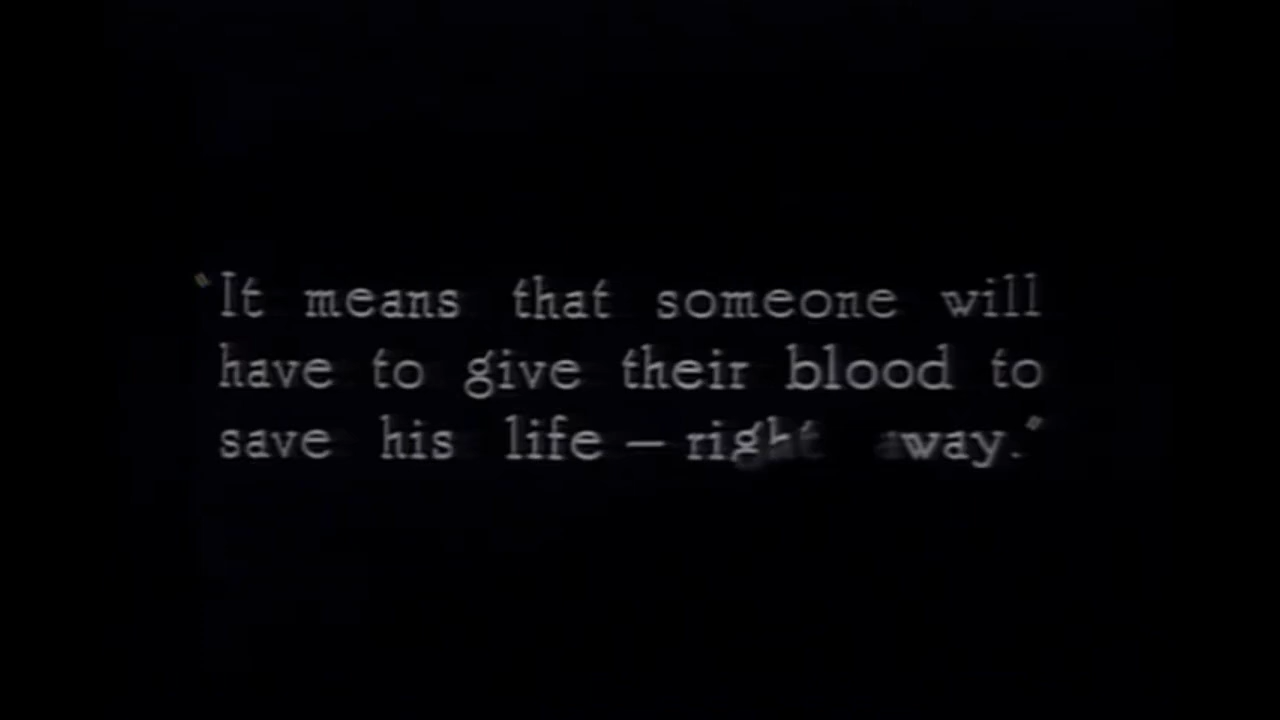 "It means that someone will
have to give their blood to
save his life — right away."